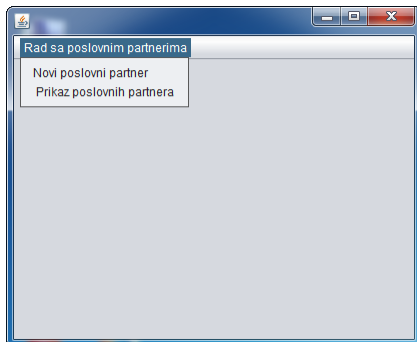 Rad sa poslovnim partnerima
Novi poslovni partner
Prikaz poslovnih partnera